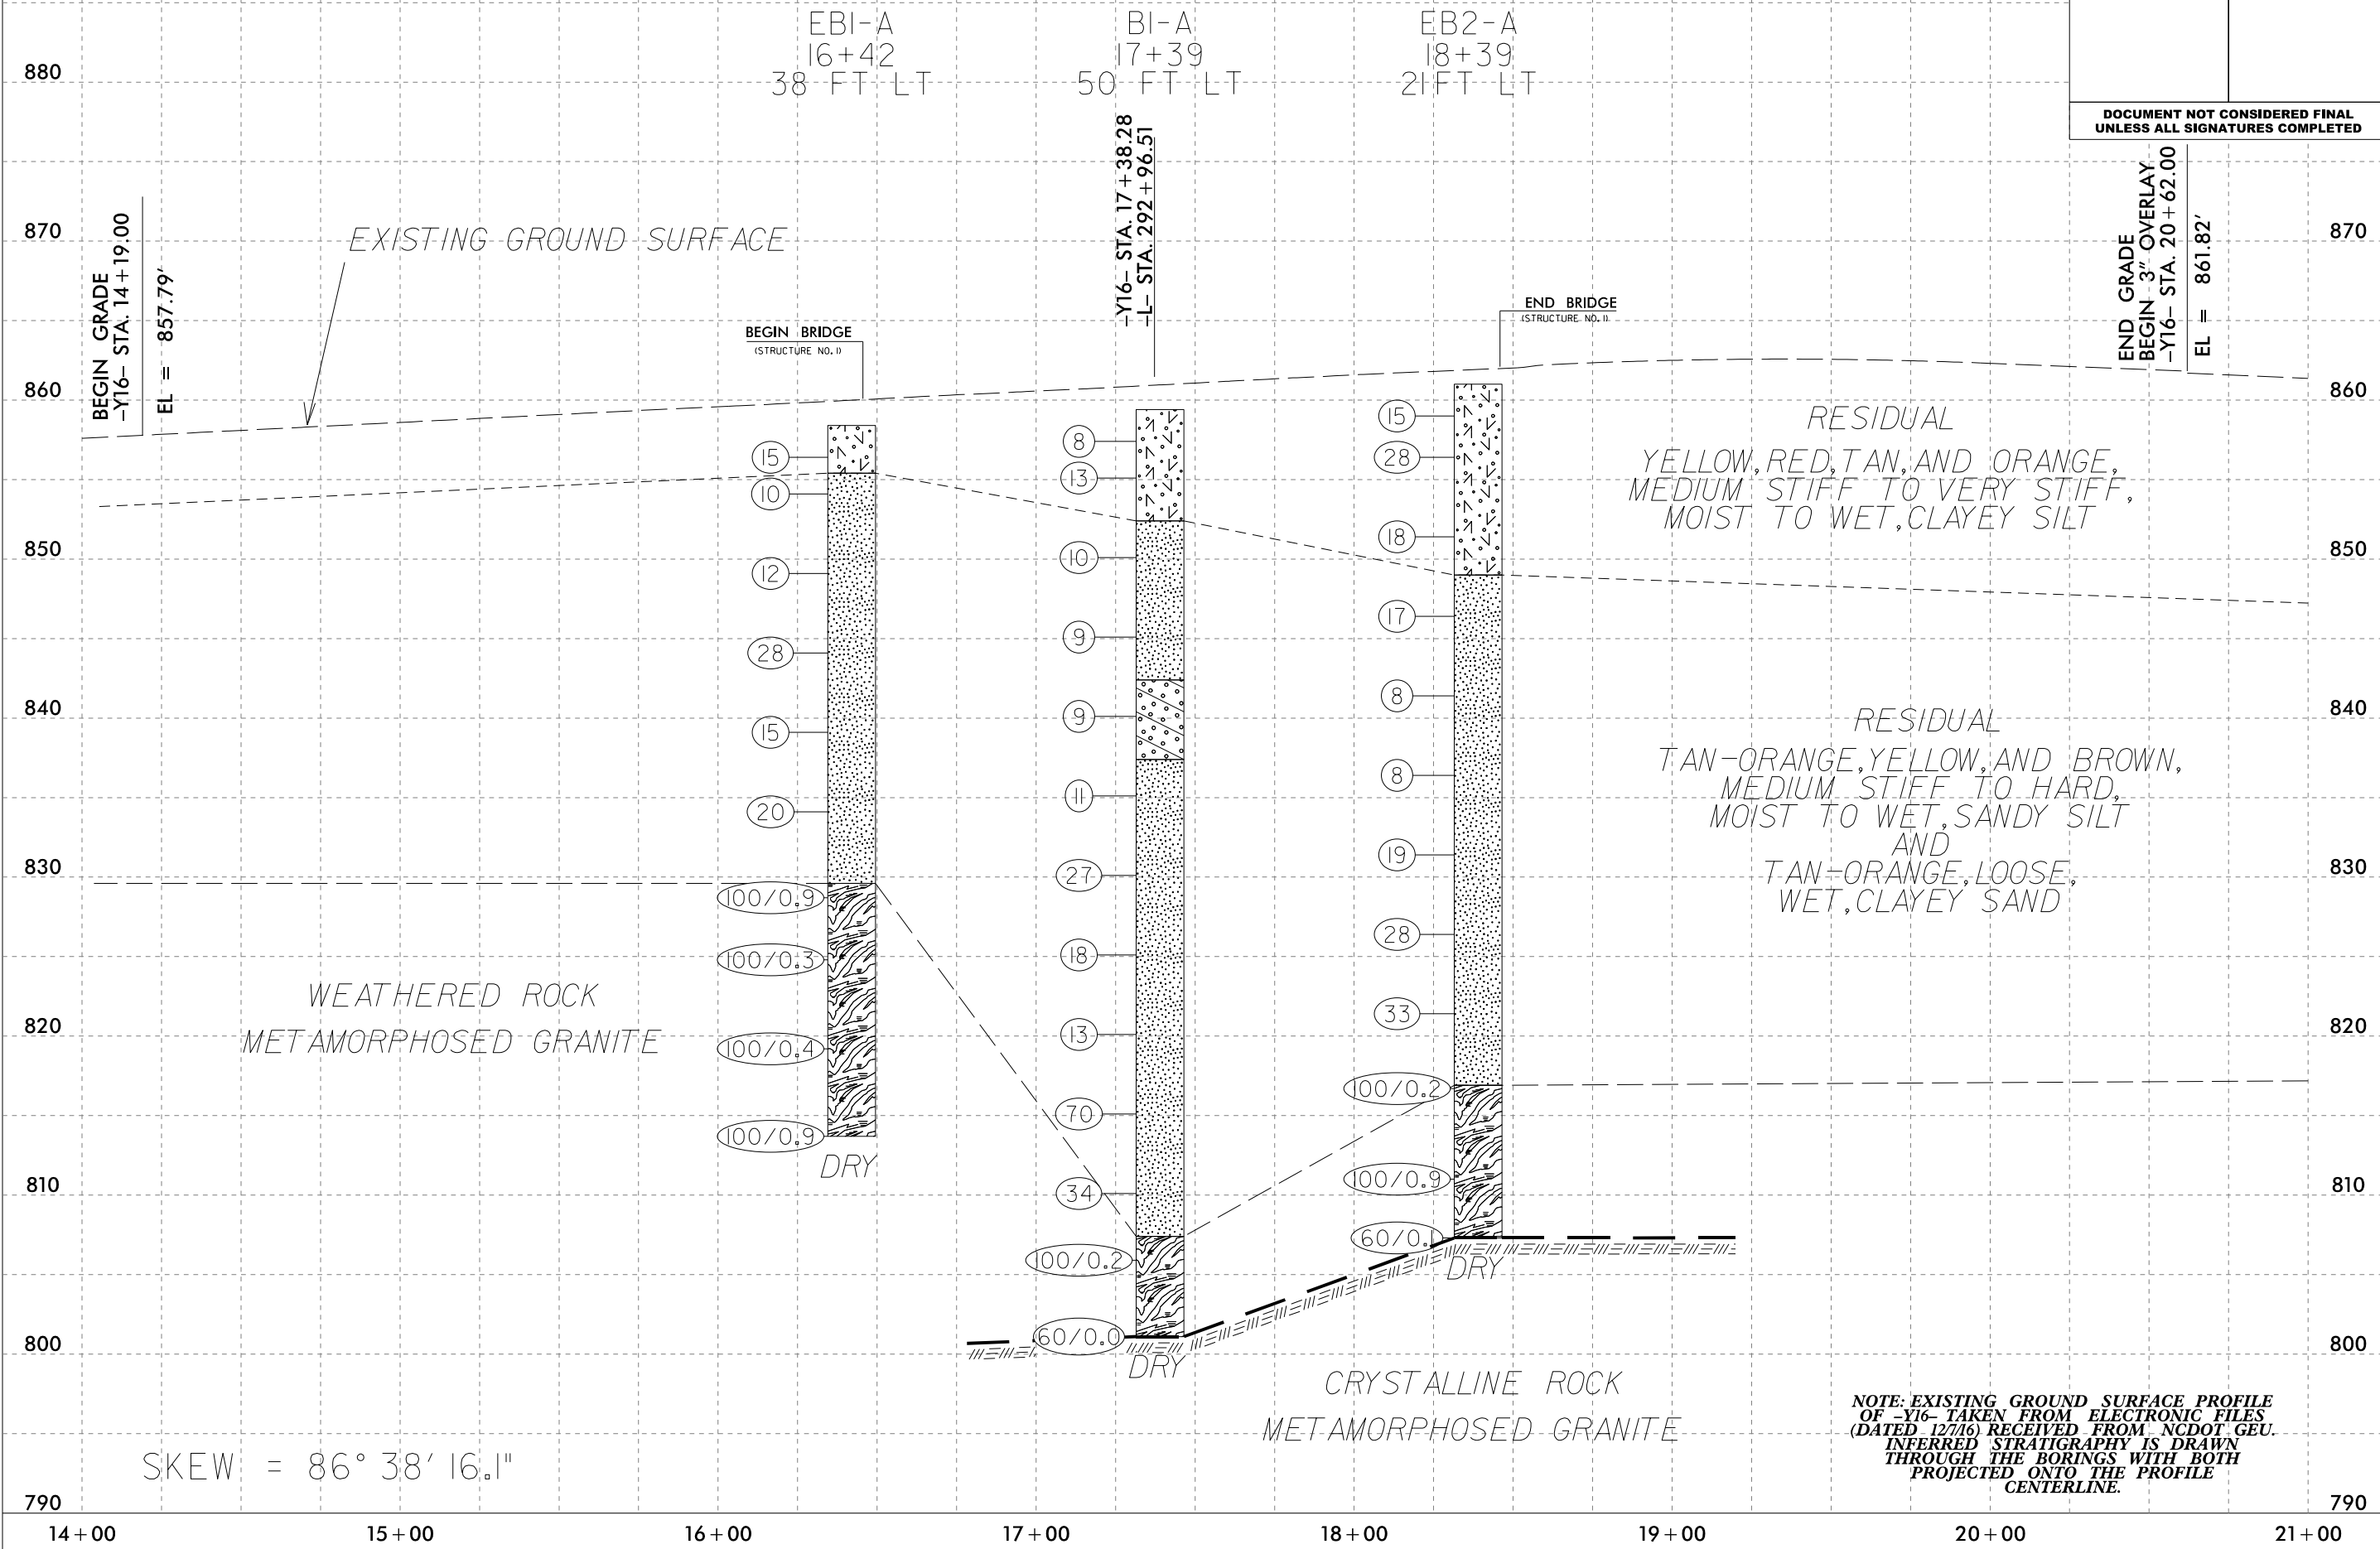 EB1-A
16+42
38 FT LT
B1-A
17+39
50 FT LT
EB2-A
18+39
21 FT LT
DOCUMENT NOT CONSIDERED FINAL
UNLESS ALL SIGNATURES COMPLETED
880
870
860
850
840
830
820
810
800
790
870
860
850
840
830
820
810
800
790
BEGIN GRADE
-Y16- STA. 14+19.00
EL = 857.79'
EXISTING GROUND SURFACE
BEGIN BRIDGE
(STRUCTURE NO. 1)
-Y16- STA. 17+38.28
-L- STA. 292+96.51
END BRIDGE
(STRUCTURE NO. 1)
END GRADE
BEGIN 3" OVERLAY
-Y16- STA. 20+62.00
EL = 861.82'
15
10
12
28
15
20
100/0.9
100/0.3
100/0.4
100/0.9
DRY
8
13
10
9
9
11
27
18
13
70
34
100/0.2
60/0.0
DRY
15
28
18
17
8
8
19
28
33
100/0.2
100/0.9
60/0.1
DRY
RESIDUAL
YELLOW, RED, TAN, AND ORANGE,
MEDIUM STIFF TO VERY STIFF,
MOIST TO WET, CLAYEY SILT
RESIDUAL
TAN-ORANGE, YELLOW, AND BROWN,
MEDIUM STIFF TO HARD,
MOIST TO WET, SANDY SILT
AND
TAN-ORANGE, LOOSE,
WET, CLAYEY SAND
WEATHERED ROCK
METAMORPHOSED GRANITE
CRYSTALLINE ROCK
METAMORPHOSED GRANITE
SKEW = 86° 38' 16.1"
NOTE: EXISTING GROUND SURFACE PROFILE
OF -Y16- TAKEN FROM ELECTRONIC FILES
(DATED 12/7/16) RECEIVED FROM NCDOT GEU.
INFERRED STRATIGRAPHY IS DRAWN
THROUGH THE BORINGS WITH BOTH
PROJECTED ONTO THE PROFILE
CENTERLINE.
14+00
15+00
16+00
17+00
18+00
19+00
20+00
21+00